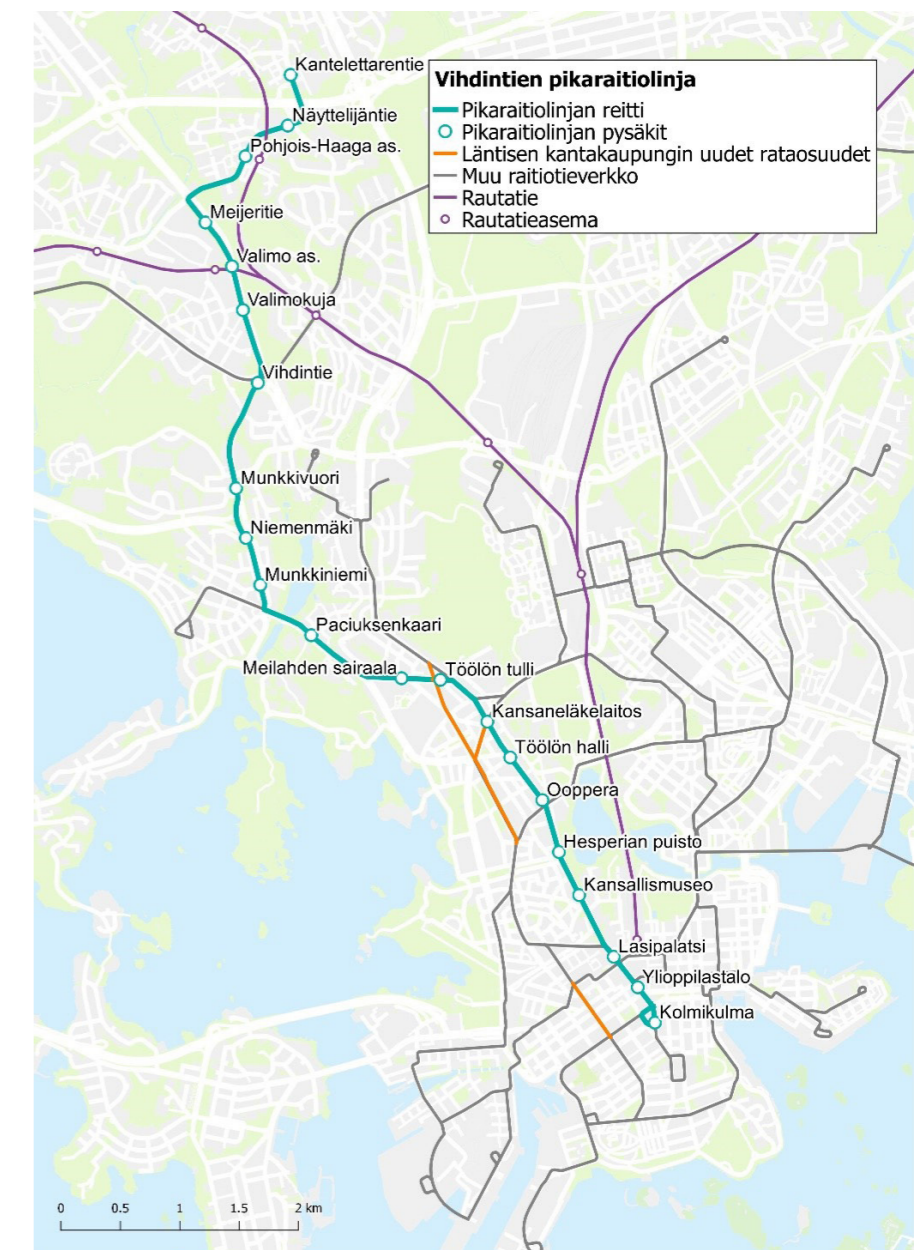 Kantelettarentie
Vihdintien pikaraitiolinja
Pikaraitiolinjan reitti
Pikaraitiolinjan pysäkit
Läntisen kantakaupungin uudet rataosuudet
Muu raitiotieverkko
Rautatie
Rautatieasema
Näyttelijäntie
Pohjois-Haaga as.
Meijeritie
Valimo as.
Valimokuja
Vihdintie
Munkkivuori
Niemenmäki
Munkkiniemi
Paciuksenkaari
Meilahden sairaala
Töölön tulli
Kansaneläkelaitos
Töölön halli
Ooppera
Hesperian puisto
Kansallismuseo
Lasipalatsi
Ylioppilastalo
Kolmikulma
0 0.5 1 1.5 2 km